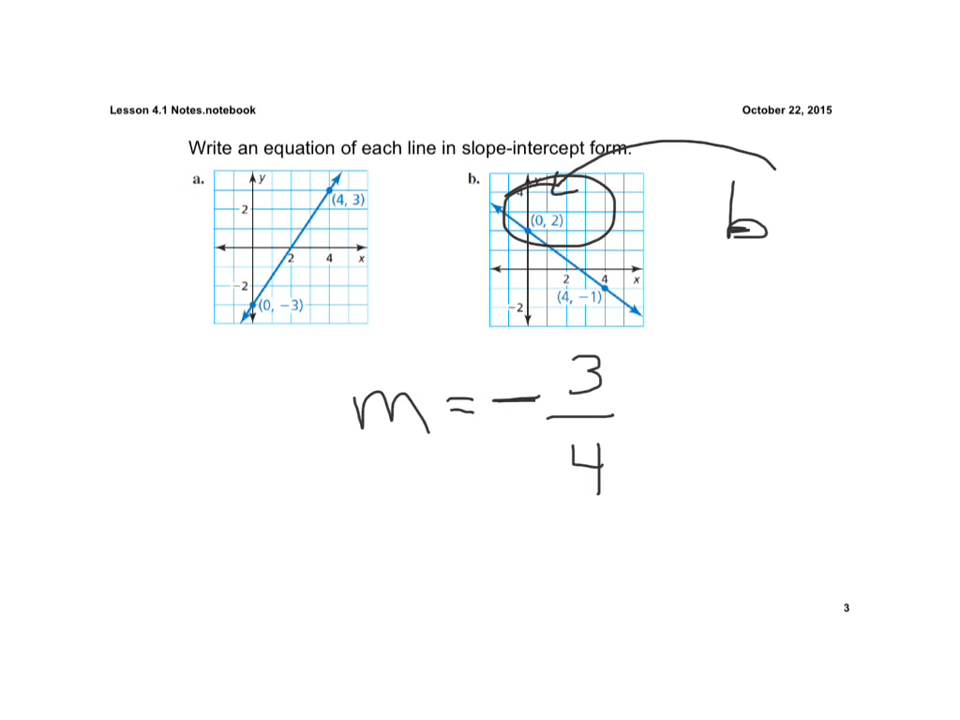 Lesson 4.1 Notes.notebook October 22, 2015
Write an equation of each line in slope-intercept form.
a. b.
y
(4, 3)
2
2 4 x
-2
(0, −3)
(0, 2)
2 4 x
(4, −1)
-2
b
m = - 3
4
3